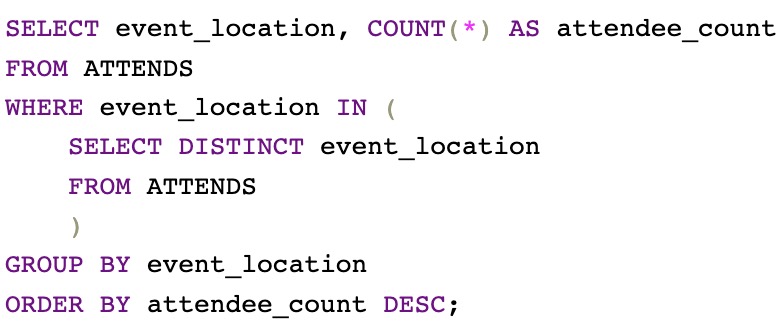 SELECT event_location, COUNT(*) AS attendee_count
FROM ATTENDS
WHERE event_location IN (
    SELECT DISTINCT event_location
    FROM ATTENDS
    )
GROUP BY event_location
ORDER BY attendee_count DESC;